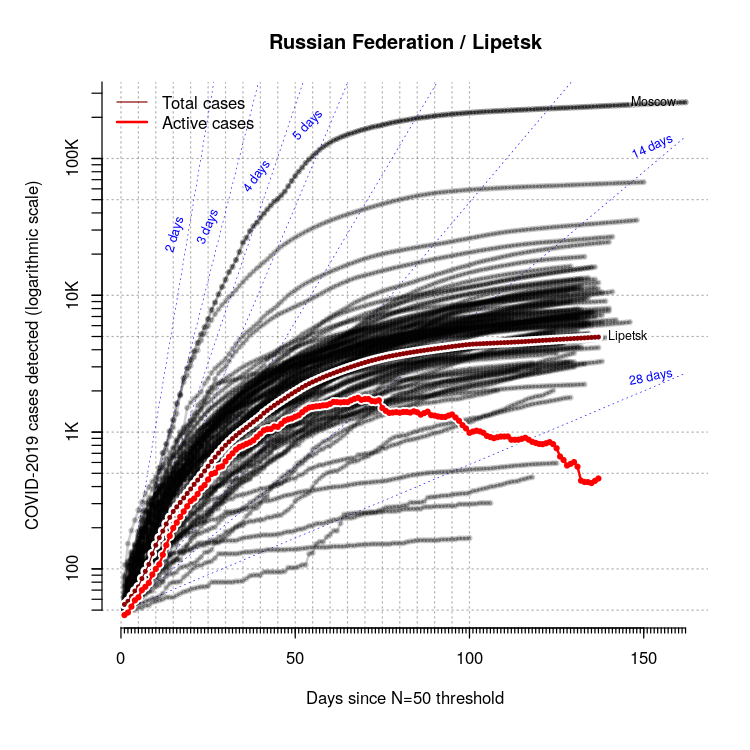 Russian Federation / Lipetsk
Total cases
Active cases
Moscow
Lipetsk
2 days
3 days
4 days
5 days
14 days
28 days
COVID-2019 cases detected (logarithmic scale)
100K
10K
1K
100
0 50 100 150
Days since N=50 threshold